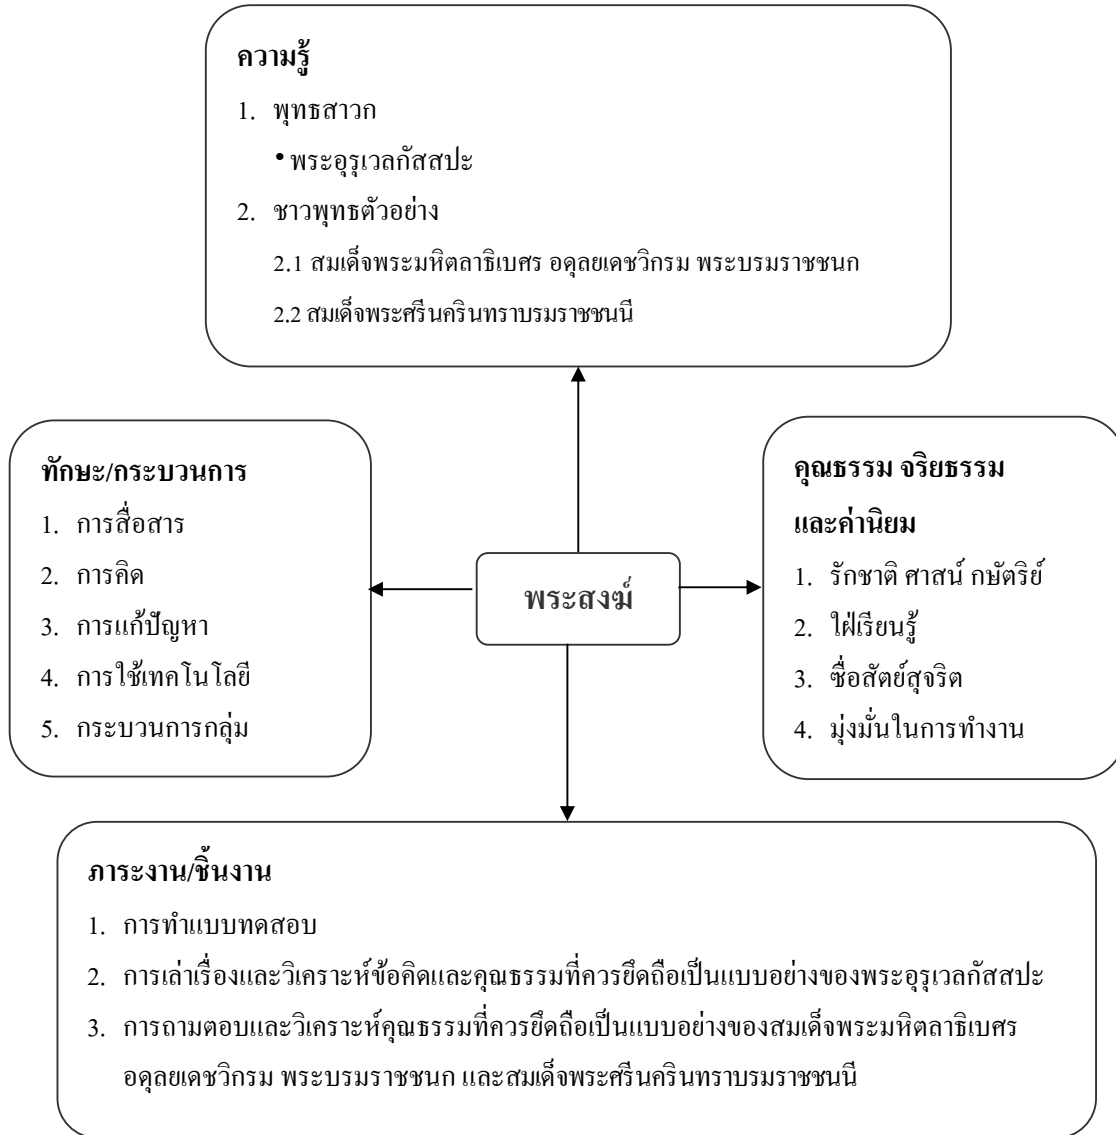 ความรู้
1. พุทธสาวก
• พระอุรุเวลกัสสปะ
2. ชาวพุทธตัวอย่าง
2.1 สมเด็จพระมหิตลาธิเบศร อดุลยเดชวิกรม พระบรมราชชนก
2.2 สมเด็จพระศรีนครินทราบรมราชชนนี
ทักษะ/กระบวนการ
1. การสื่อสาร
2. การคิด
3. การแก้ปัญหา
4. การใช้เทคโนโลยี
5. กระบวนการกลุ่ม
พระสงฆ์
คุณธรรม จริยธรรม
และค่านิยม
1. รักชาติ ศาสน์ กษัตริย์
2. ใฝ่เรียนรู้
3. ซื่อสัตย์สุจริต
4. มุ่งมั่นในการทำงาน
ภาระงาน/ชิ้นงาน
1. การทำแบบทดสอบ
2. การเล่าเรื่องและวิเคราะห์ข้อคิดและคุณธรรมที่ควรยึดถือเป็นแบบอย่างของพระอุรุเวลกัสสปะ
3. การถามตอบและวิเคราะห์คุณธรรมที่ควรยึดถือเป็นแบบอย่างของสมเด็จพระมหิตลาธิเบศร
อดุลยเดชวิกรม พระบรมราชชนก และสมเด็จพระศรีนครินทราบรมราชชนนี